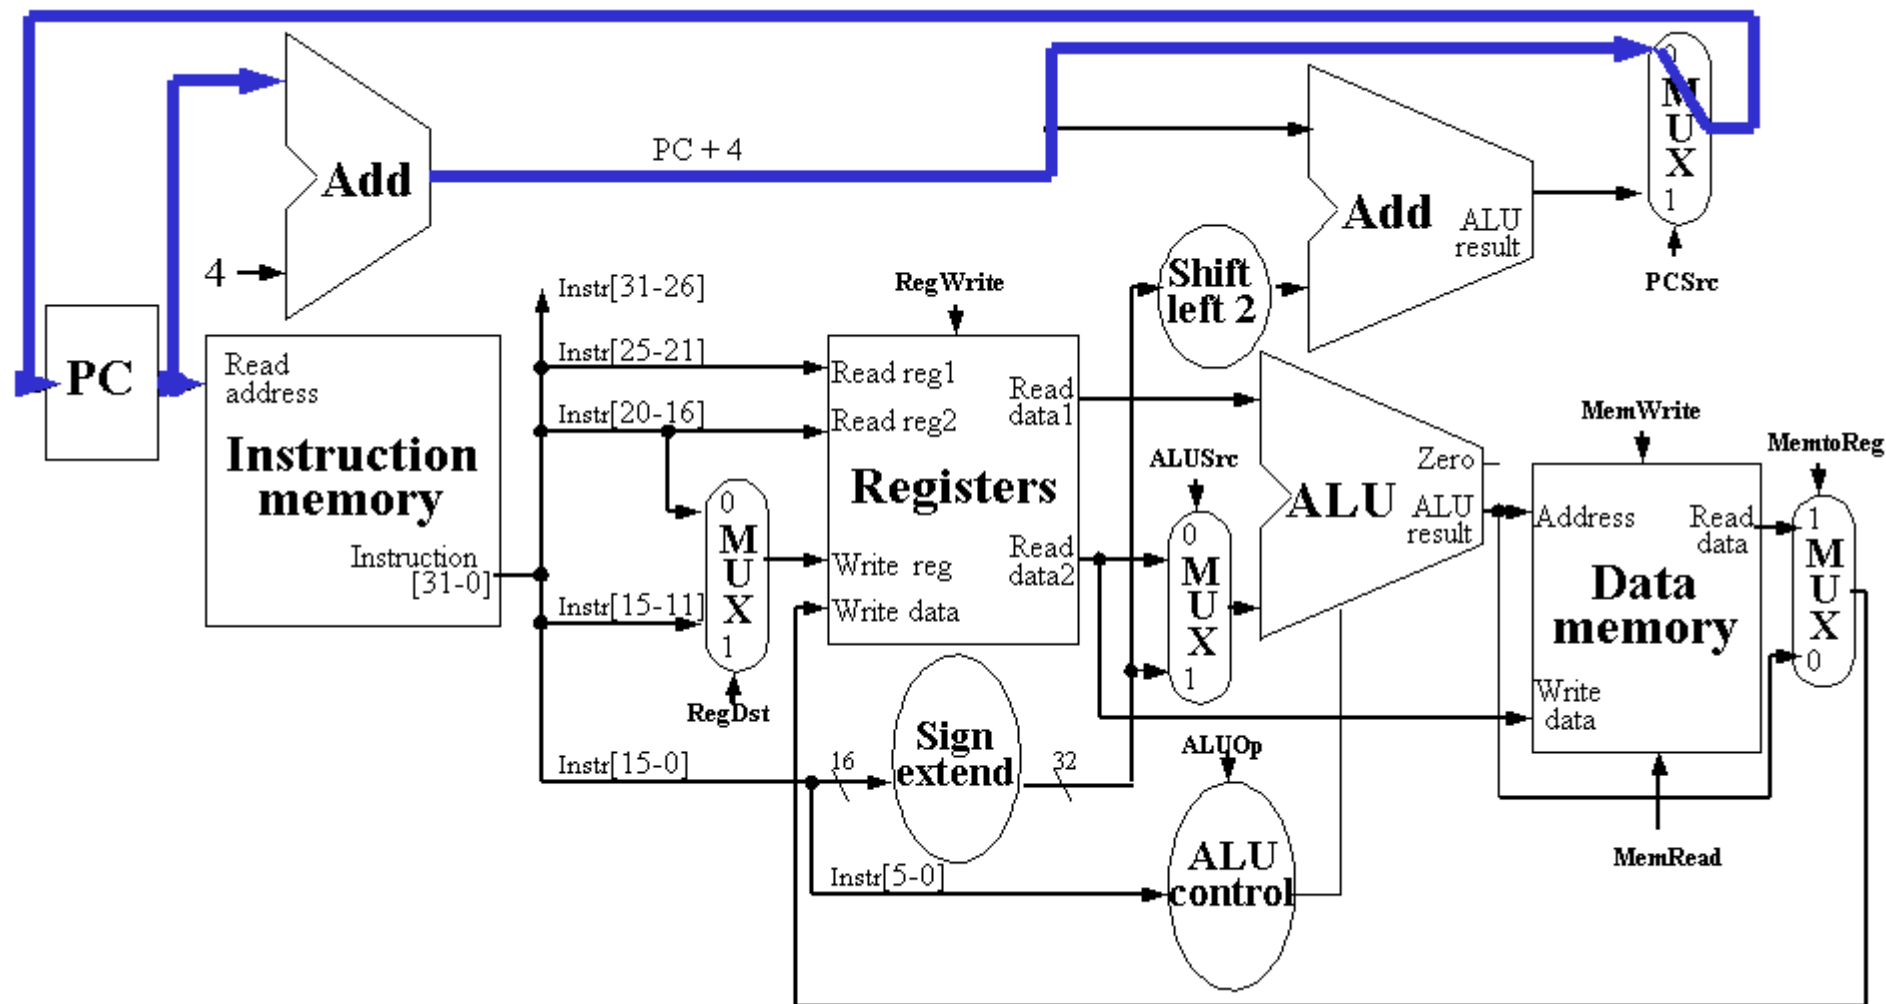 0
M
U
X
1
PCSrc
PC + 4
Add
4
Add
ALU
result
Shift
left 2
PC
Read
address
Instruction
memory
Instruction
[31-0]
Instr[31-26]
Instr[25-21]
Instr[20-16]
Instr[15-11]
Instr[15-0]
Instr[5-0]
0
M
U
X
1
RegDst
RegWrite
Read reg1
Read reg2
Read
data1
Registers
Read
data2
Write reg
Write data
Sign
extend
16
32
ALUSrc
0
M
U
X
1
ALU
Zero
ALU
result
ALUOp
ALU
control
MemWrite
Address
Read
data
Data
memory
Write
data
MemRead
MemtoReg
1
M
U
X
0